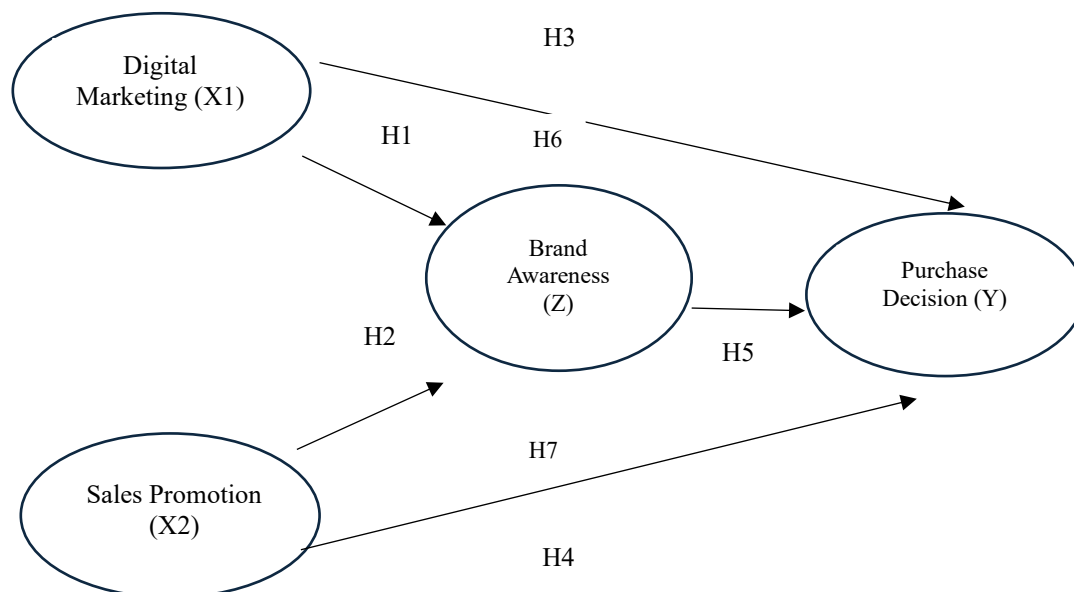 H3
Digital
Marketing (X1)
H1
H6
Brand
Awareness
(Z)
Purchase
Decision (Y)
H2
H5
H7
Sales Promotion
(X2)
H4